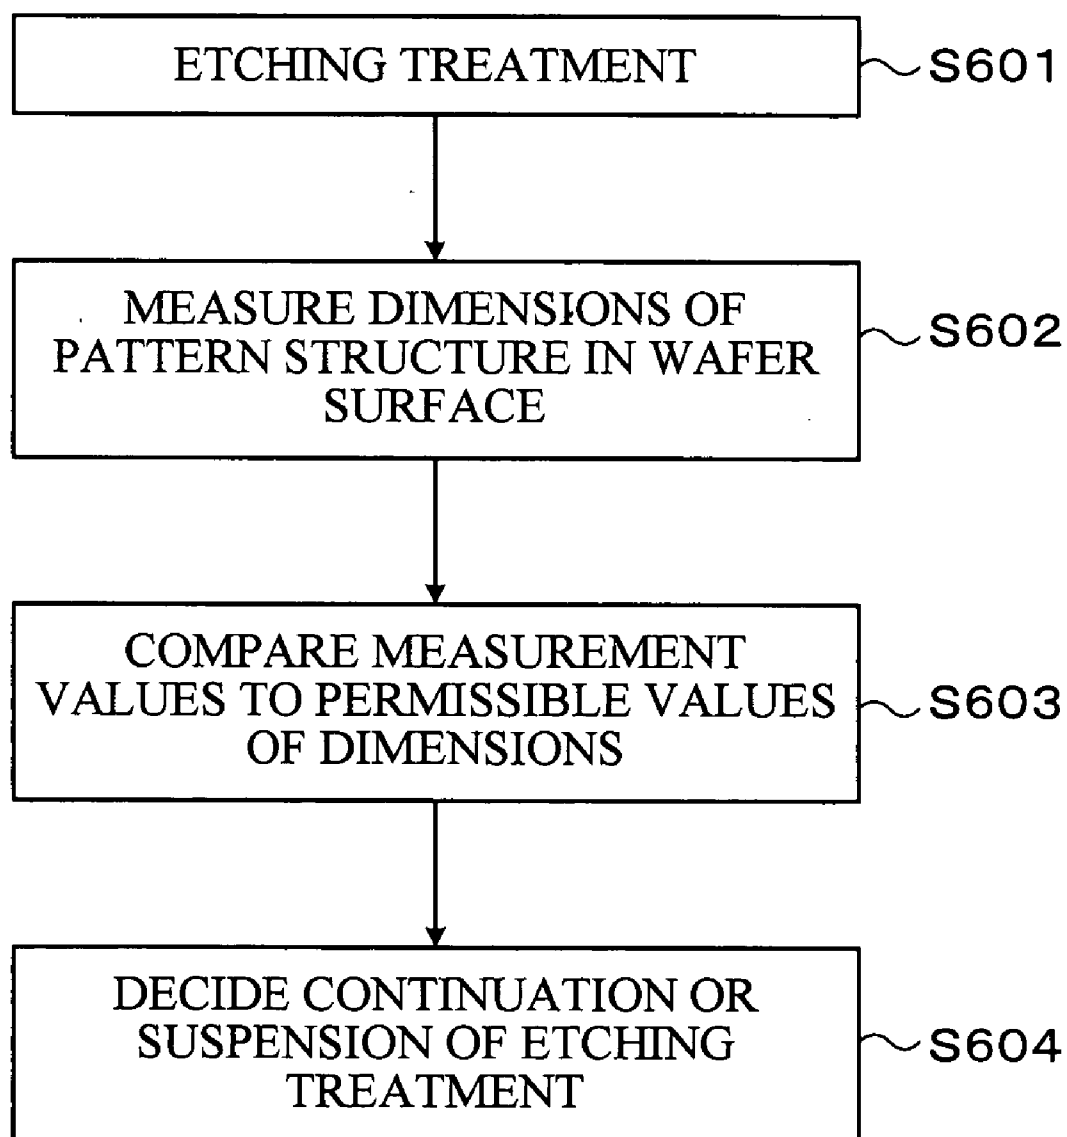 ETCHING TREATMENT
S601
MEASURE DIMENSIONS OF
PATTERN STRUCTURE IN WAFER
SURFACE
S602
COMPARE MEASUREMENT
VALUES TO PERMISSIBLE VALUES
OF DIMENSIONS
S603
DECIDE CONTINUATION OR
SUSPENSION OF ETCHING
TREATMENT
S604